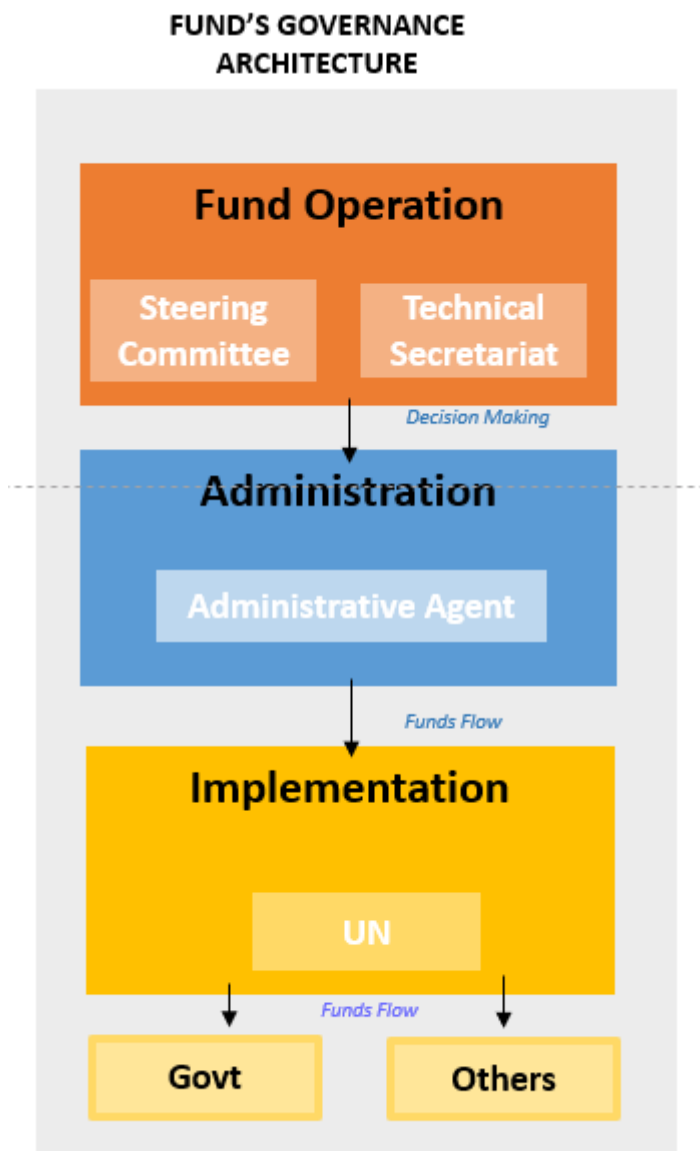 FUND'S GOVERNANCE
ARCHITECTURE
Fund Operation
Steering
Committee
Technical
Secretariat
Decision Making
Administration
Administrative Agent
Funds Flow
Implementation
UN
Funds Flow
Govt
Others